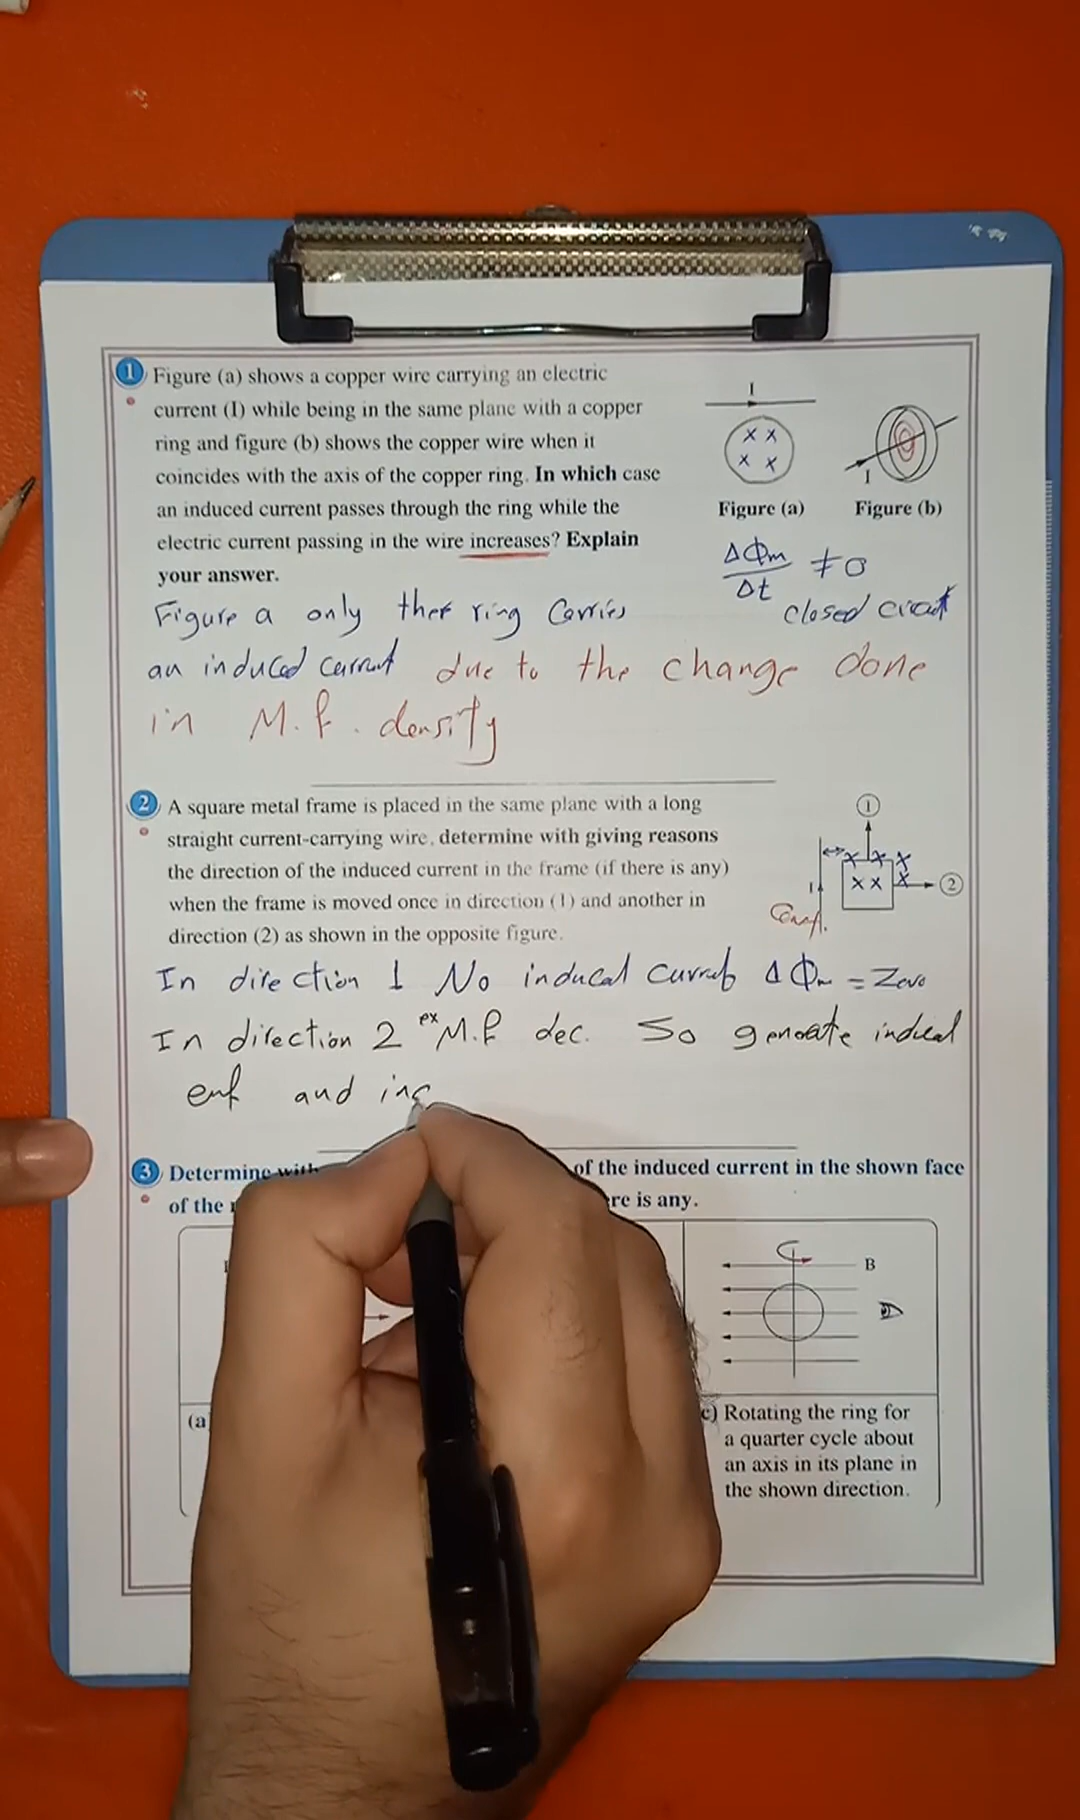 1 Figure (a) shows a copper wire carrying an electric
current (I) while being in the same plane with a copper
ring and figure (b) shows the copper wire when it
coincides with the axis of the copper ring. In which case
an induced current passes through the ring while the
electric current passing in the wire increases? Explain
your answer.
I
x x
x x
Figure (a)
I
Figure (b)
ΔΦm / Δt ≠ 0
closed
Figure a only ring Carries
an induced current due to the change done
in M.f. density
2 A square metal frame is placed in the same plane with a long
straight current-carrying wire, determine with giving reasons
the direction of the induced current in the frame (if there is any)
when the frame is moved once in direction (1) and another in
direction (2) as shown in the opposite figure.
1
x x x
I x x x
2
In direction 1 No ΔΦm = Zero
In direction 2 ex M.f dec. So
emf and
3 Determine with of the induced current in the shown face
of the re is any.
B
(a
c) Rotating the ring for
a quarter cycle about
an axis in its plane in
the shown direction.